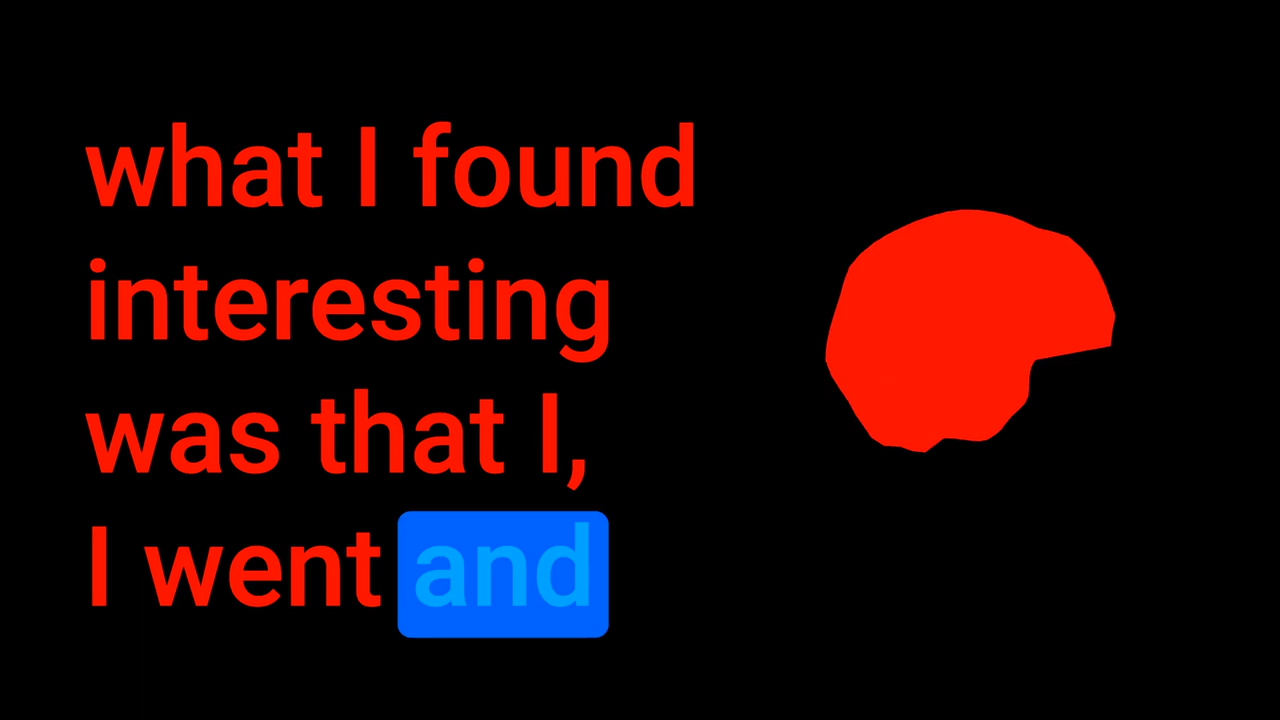 what I found
interesting
was that I,
I went and